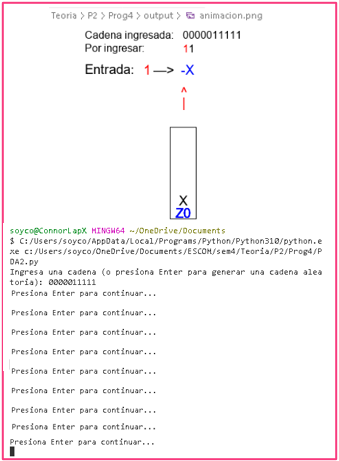 Teoria > P2 > Prog4 > output > animacion.png
Cadena ingresada: 0000011111
Por ingresar: 11
Entrada: 1 —> -X
^
|
X
Z0
soyco@ConnorLapX MINGW64 ~/OneDrive/Documents
$ C:/Users/soyco/AppData/Local/Programs/Python/Python310/python.e
xe c:/Users/soyco/OneDrive/Documents/ESCOM/sem4/Teoria/P2/Prog4/P
DA2.py
Ingresa una cadena (o presiona Enter para generar una cadena alea
toria): 0000011111
Presiona Enter para continuar...
Presiona Enter para continuar...
Presiona Enter para continuar...
Presiona Enter para continuar...
Presiona Enter para continuar...
Presiona Enter para continuar...
Presiona Enter para continuar...
Presiona Enter para continuar...
Presiona Enter para continuar...